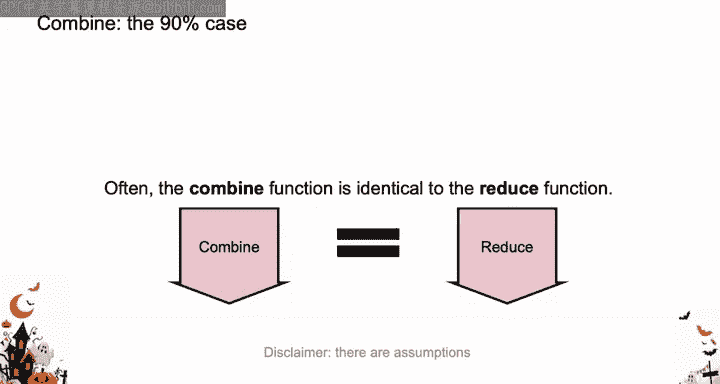 Combine: the 90% case
Often, the combine function is identical to the reduce function.
Combine
Reduce
Disclaimer: there are assumptions